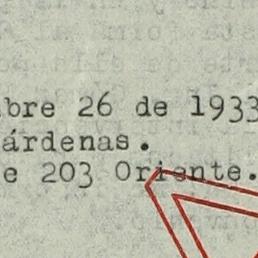 bre 26 de 1933
árdenas.
e 203 Oriente.